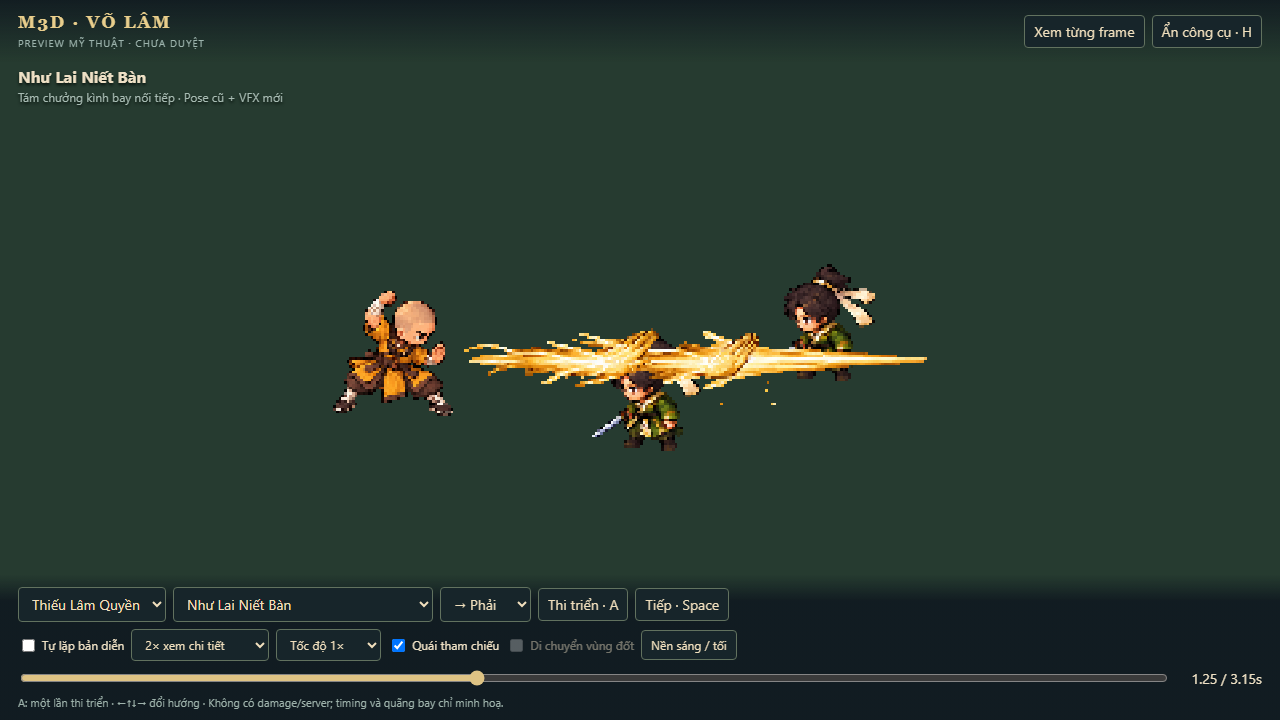 M3D · VÕ LÂM
PREVIEW MỸ THUẬT · CHƯA DUYỆT
Xem từng frame
Ẩn công cụ · H
Như Lai Niết Bàn
Tám chưởng kình bay nối tiếp · Pose cũ + VFX mới
Thiếu Lâm Quyền
Như Lai Niết Bàn
→ Phải
Thi triển · A
Tiếp · Space
Tự lặp bản diễn
2× xem chi tiết
Tốc độ 1×
Quái tham chiếu
Di chuyển vùng đốt
Nền sáng / tối
1.25 / 3.15s
A: một lần thi triển · ←↑↓→ đổi hướng · Không có damage/server; timing và quãng bay chỉ minh hoạ.